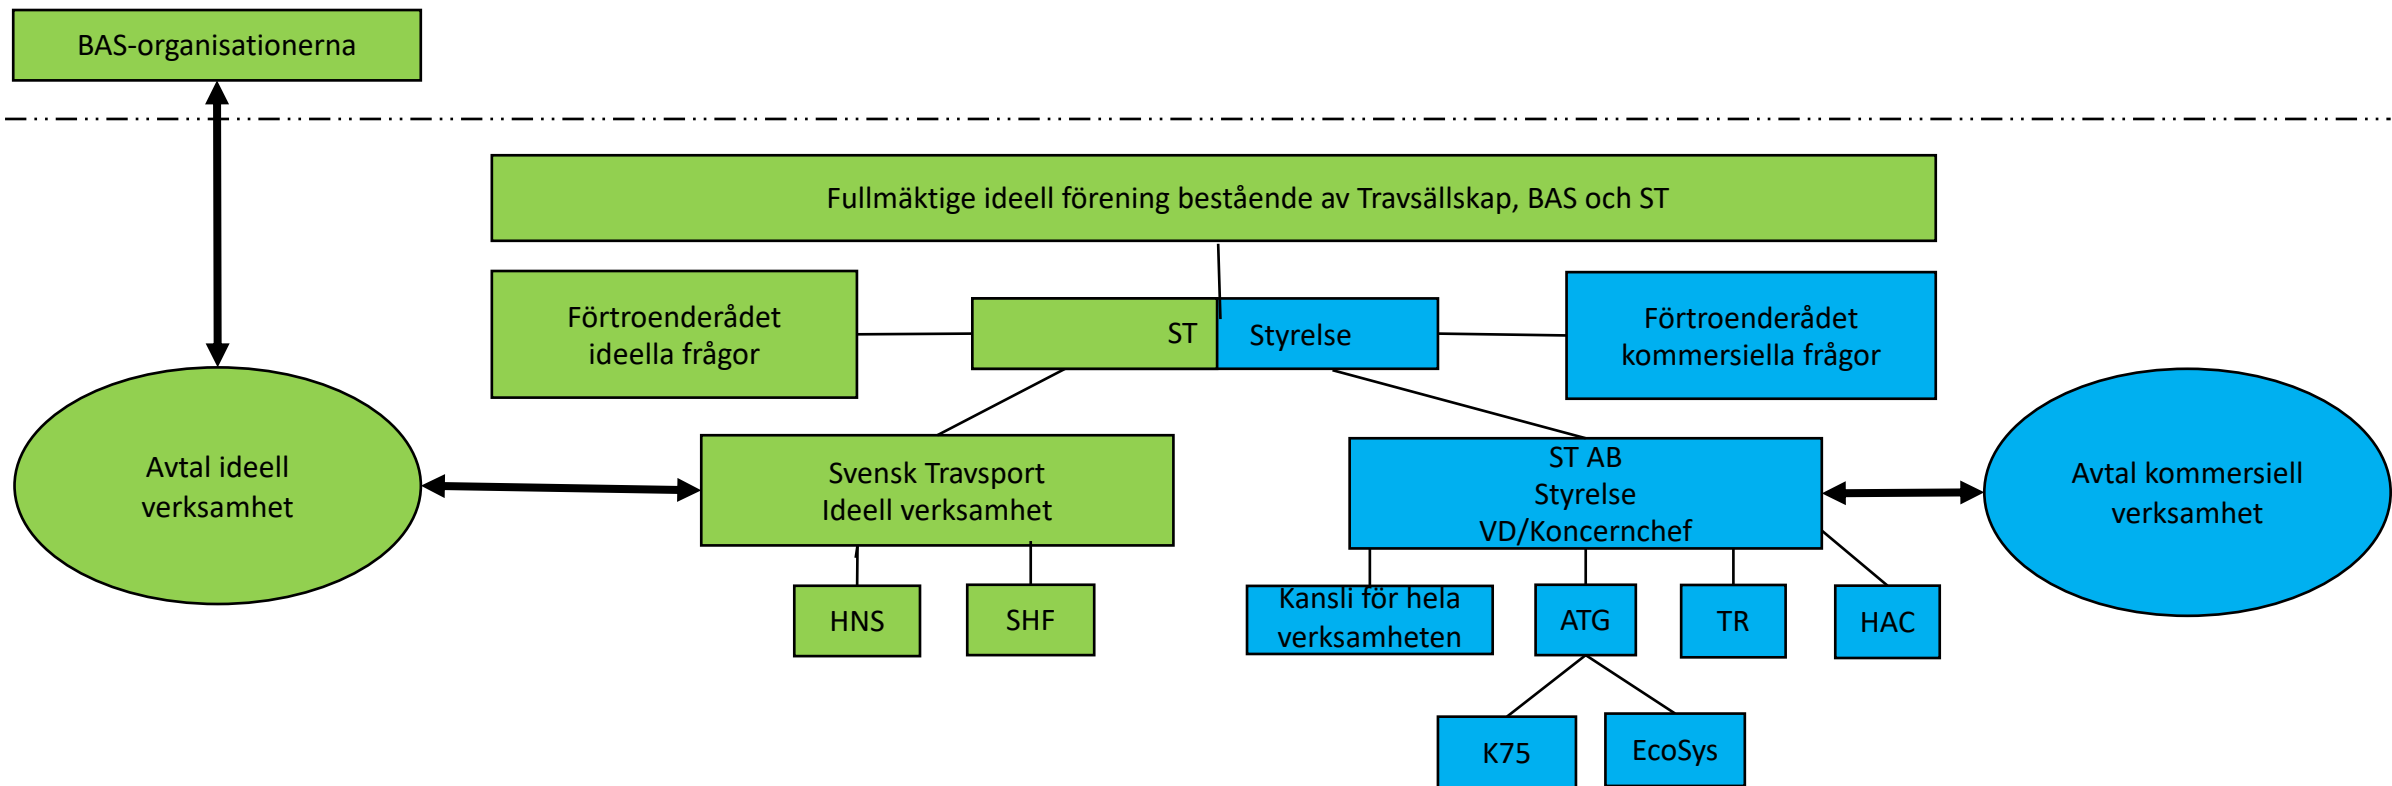 BAS-organisationerna
Fullmäktige ideell förening bestående av Travsällskap, BAS och ST
Förtroenderådet
ideella frågor
ST
Styrelse
Förtroenderådet
kommersiella frågor
Avtal ideell
verksamhet
Svensk Travsport
Ideell verksamhet
ST AB
Styrelse
VD/Koncernchef
Avtal kommersiell
verksamhet
HNS
SHF
Kansli för hela
verksamheten
ATG
TR
HAC
K75
EcoSys